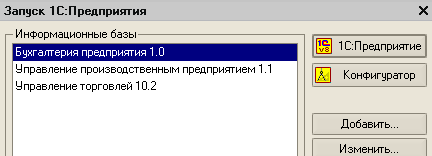 Запуск 1С:Предприятия
Информационные базы
Бухгалтерия предприятия 1.0
Управление производственным предприятием 1.1
Управление торговлей 10.2
1С:Предприятие
Конфигуратор
Добавить...
Изменить...